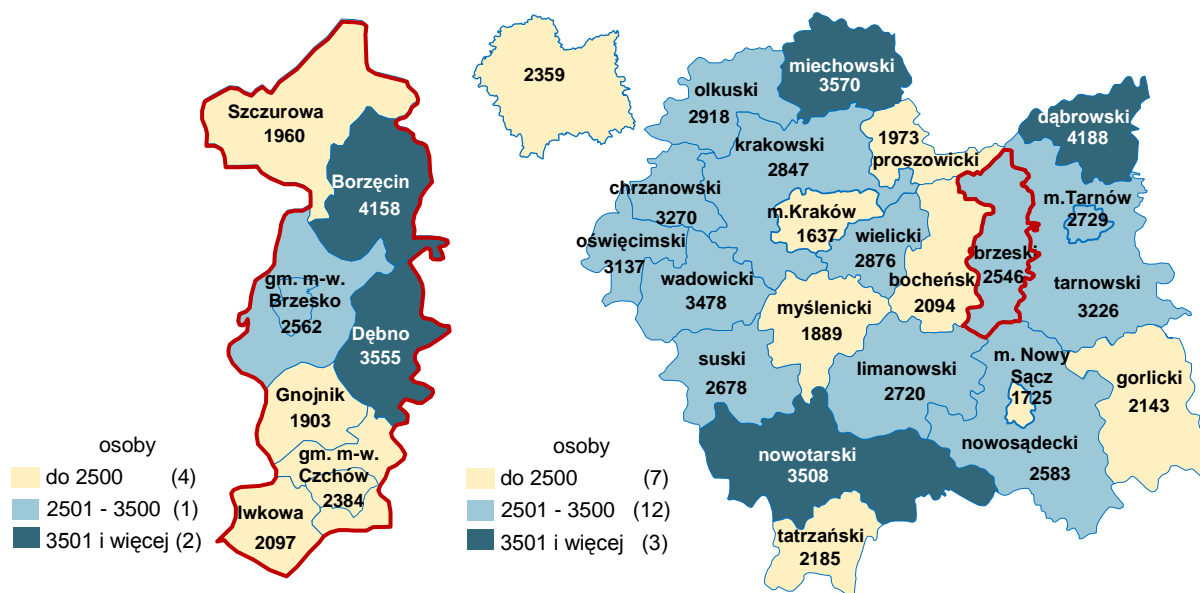 Szczurowa
1960
Borzęcin
4158
gm. m-w.
Brzesko
2562
Dębno
3555
Gnojnik
1903
gm. m-w.
Czchów
2384
Iwkowa
2097
osoby
do 2500 (4)
2501 - 3500 (1)
3501 i więcej (2)
2359
miechowski
3570
olkuski
2918
krakowski
2847
1973
proszowicki
dąbrowski
4188
chrzanowski
3270
m.Kraków
1637
m.Tarnów
2729
oświęcimski
3137
wielicki
2876
brzeski
2546
wadowicki
3478
bocheńsk
2094
tarnowski
3226
myślenicki
1889
suski
2678
limanowski
2720
m. Nowy
Sącz
1725
gorlicki
2143
nowosądecki
2583
nowotarski
3508
tatrzański
2185
osoby
do 2500 (7)
2501 - 3500 (12)
3501 i więcej (3)